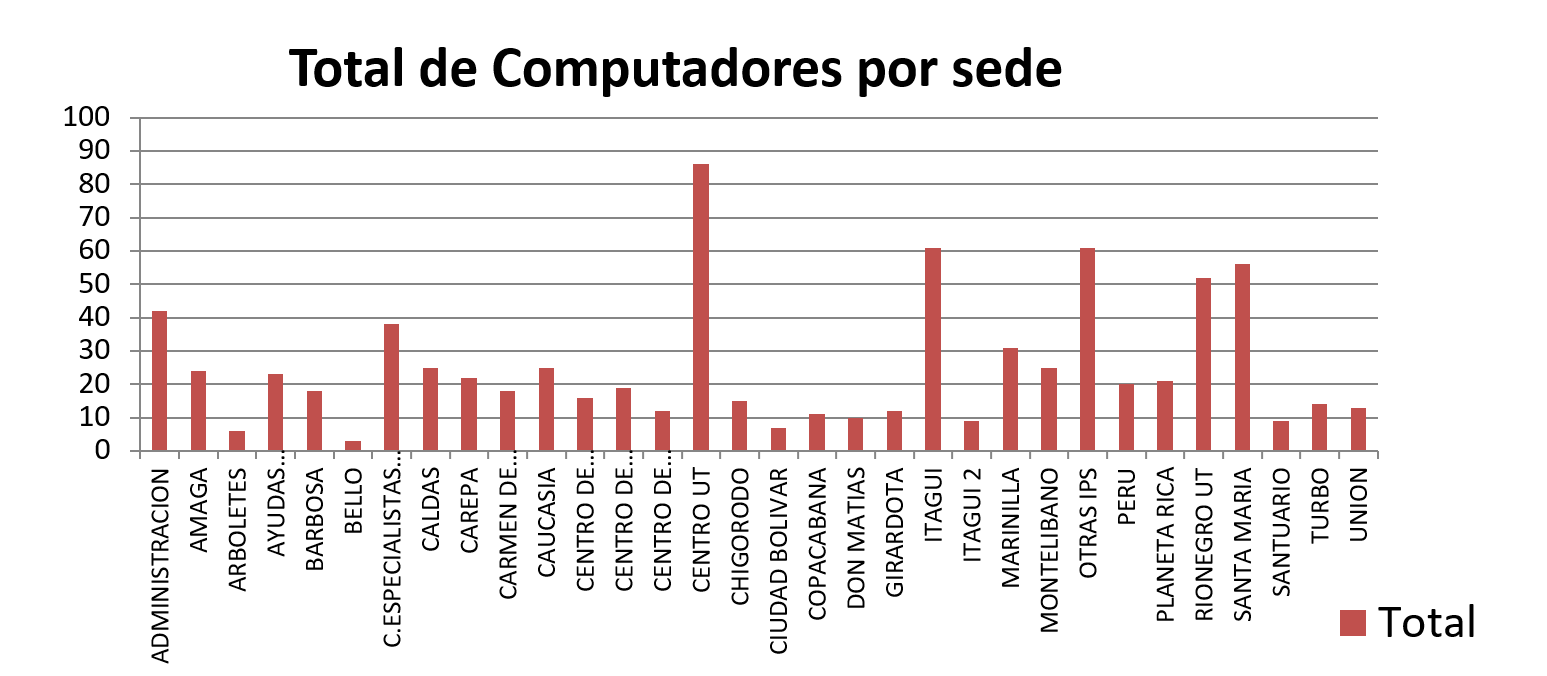 Total de Computadores por sede
100
90
80
70
60
50
40
30
20
10
0
ADMINISTRACION
AMAGA
ARBOLETES
AYUDAS...
BARBOSA
BELLO
C.ESPECIALISTAS...
CALDAS
CAREPA
CARMEN DE...
CAUCASIA
CENTRO DE...
CENTRO DE...
CENTRO DE...
CENTRO UT
CHIGORODO
CIUDAD BOLIVAR
COPACABANA
DON MATIAS
GIRARDOTA
ITAGUI
ITAGUI 2
MARINILLA
MONTELIBANO
OTRAS IPS
PERU
PLANETA RICA
RIONEGRO UT
SANTA MARIA
SANTUARIO
TURBO
UNION
Total